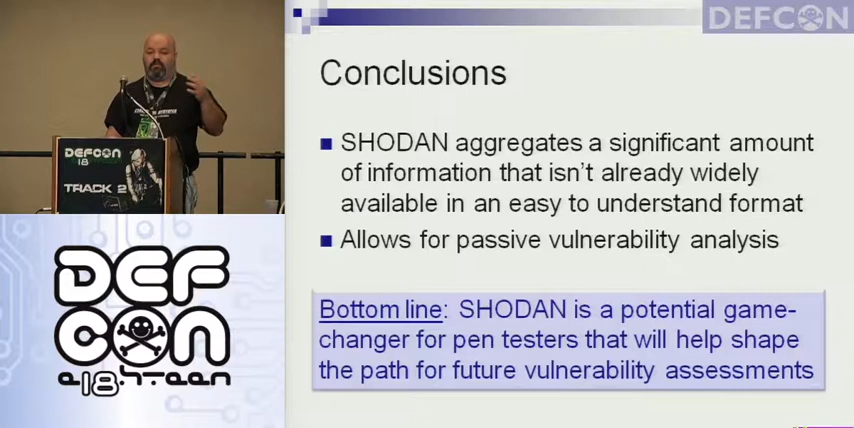 DEFCON
Conclusions
SHODAN aggregates a significant amount
of information that isn't already widely
available in an easy to understand format
Allows for passive vulnerability analysis
Bottom line: SHODAN is a potential game-
changer for pen testers that will help shape
the path for future vulnerability assessments
DEFCON
18
TRACK 2
DEF
CON
e18hteen